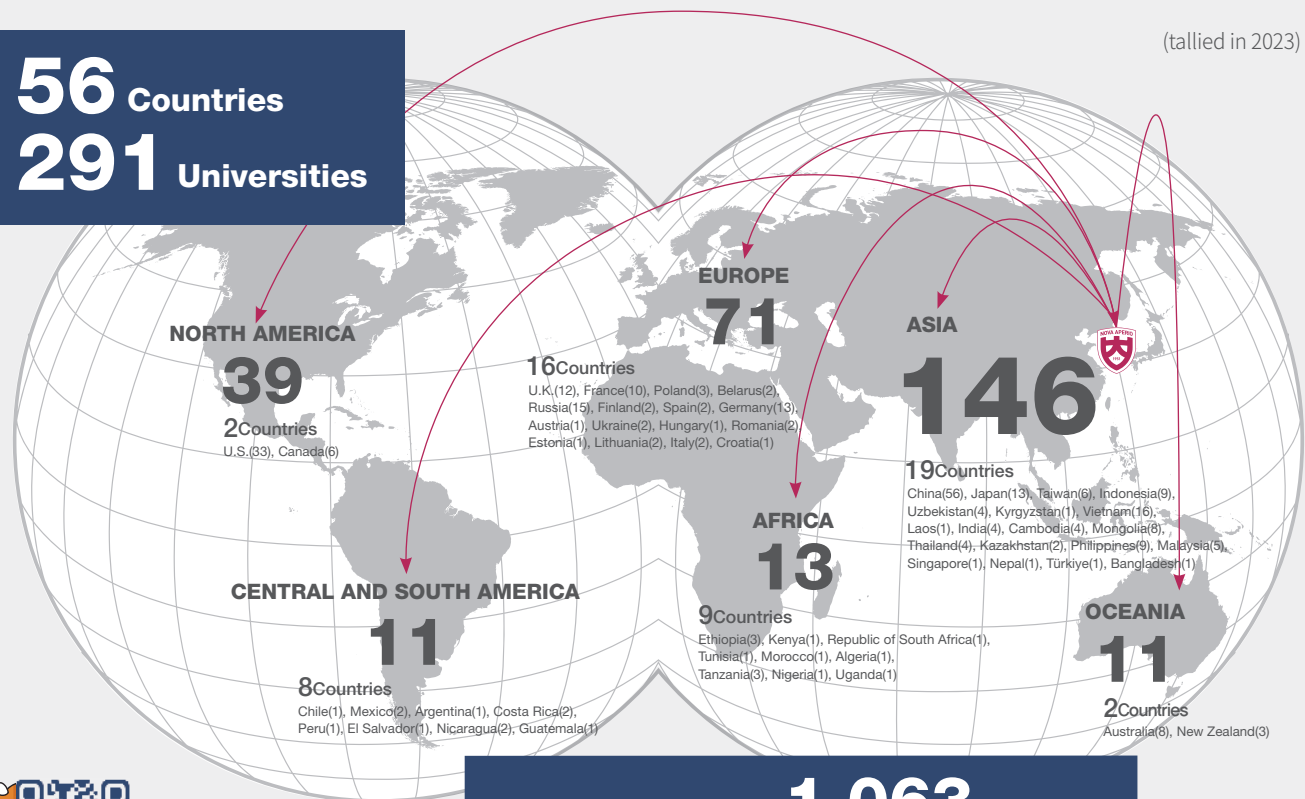 (tallied in 2023)
56 Countries
291 Universities
NORTH AMERICA
39
2Countries
U.S.(33), Canada(6)
EUROPE
71
16Countries
U.K.(12), France(10), Poland(3), Belarus(2),
Russia(15), Finland(2), Spain(2), Germany(13),
Austria(1), Ukraine(2), Hungary(1), Romania(2)
Estonia(1), Lithuania(2), Italy(2), Croatia(1)
ASIA
146
19Countries
China(56), Japan(13), Taiwan(6), Indonesia(9),
Uzbekistan(4), Kyrgyzstan(1), Vietnam(16),
Laos(1), India(4), Cambodia(4), Mongolia(8),
Thailand(4), Kazakhstan(2), Philippines(9), Malaysia(5),
Singapore(1), Nepal(1), Türkiye(1), Bangladesh(1)
NOVA APERIO
AFRICA
13
9Countries
Ethiopia(3), Kenya(1), Republic of South Africa(1),
Tunisia(1), Morocco(1), Algeria(1),
Tanzania(3), Nigeria(1), Uganda(1)
CENTRAL AND SOUTH AMERICA
11
8Countries
Chile(1), Mexico(2), Argentina(1), Costa Rica(2),
Peru(1), El Salvador(1), Nicaragua(2), Guatemala(1)
OCEANIA
11
2Countries
Australia(8), New Zealand(3)
1,063